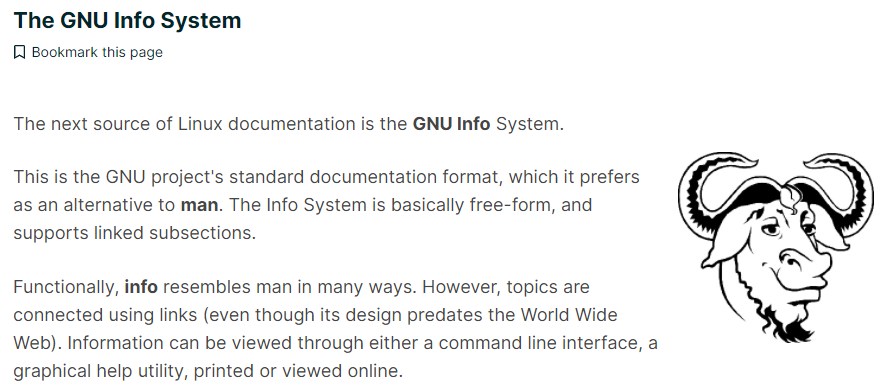 The GNU Info System
Bookmark this page
The next source of Linux documentation is the GNU Info System.
This is the GNU project's standard documentation format, which it prefers
as an alternative to man. The Info System is basically free-form, and
supports linked subsections.
Functionally, info resembles man in many ways. However, topics are
connected using links (even though its design predates the World Wide
Web). Information can be viewed through either a command line interface, a
graphical help utility, printed or viewed online.